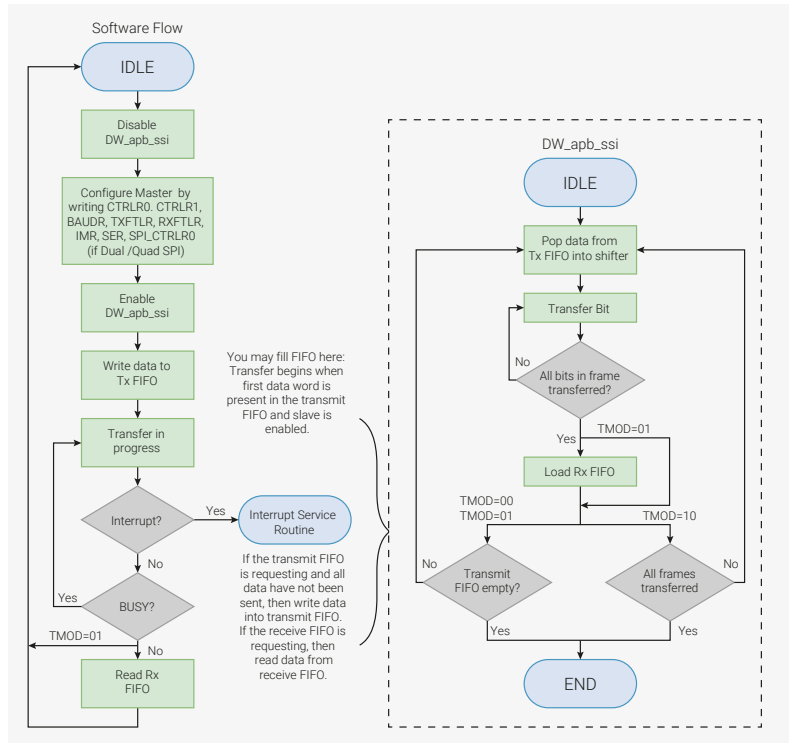 Software Flow
IDLE
Disable
DW_apb_ssi
Configure Master by
writing CTRLR0. CTRLR1,
BAUDR, TXFTLR, RXFTLR,
IMR, SER, SPI_CTRLR0
(if Dual /Quad SPI)
Enable
DW_apb_ssi
Write data to
Tx FIFO
Transfer in
progress
Interrupt?
Yes
No
BUSY?
Yes
TMOD=01
No
Read Rx
FIFO
You may fill FIFO here:
Transfer begins when
first data word is
present in the transmit
FIFO and slave is
enabled.
Interrupt Service
Routine
If the transmit FIFO
is requesting and all
data have not been
sent, then write data
into transmit FIFO.
If the receive FIFO is
requesting, then
read data from
receive FIFO.
DW_apb_ssi
IDLE
Pop data from
Tx FIFO into shifter
Transfer Bit
No
All bits in frame
transferred?
Yes
TMOD=01
Load Rx FIFO
TMOD=00
TMOD=01
TMOD=10
No
Transmit
FIFO empty?
All frames
transferred
No
Yes
Yes
END